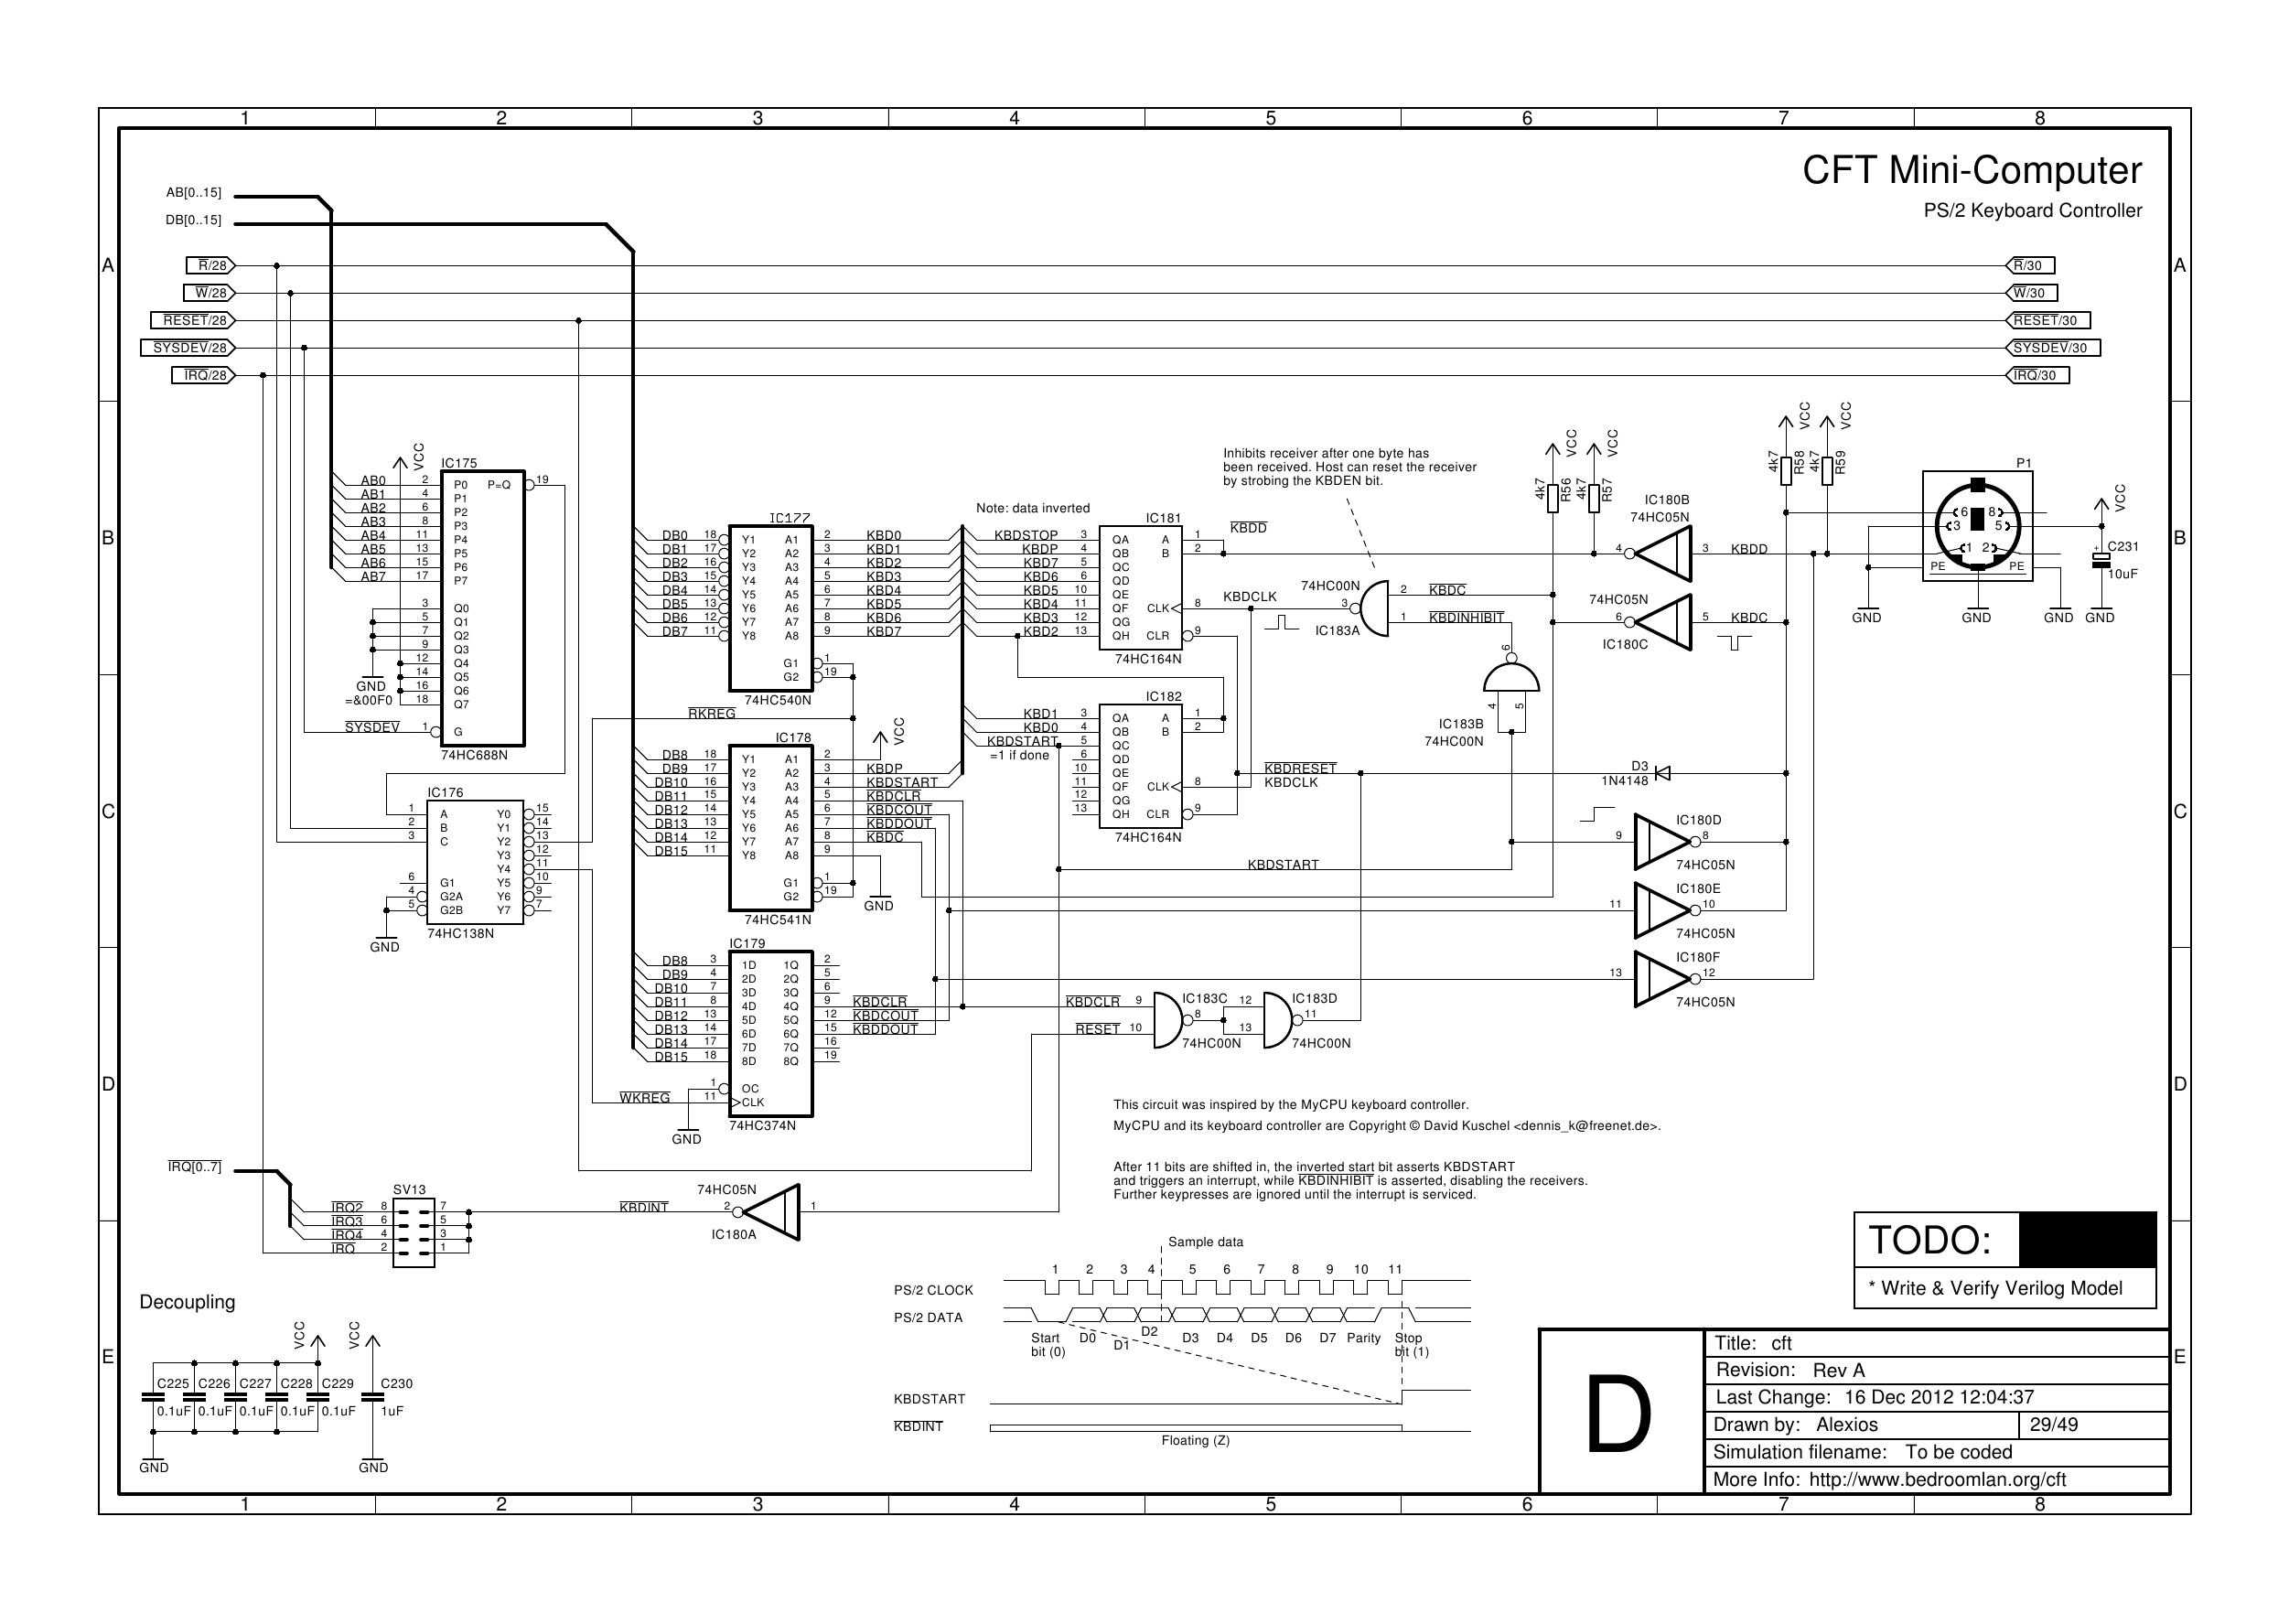 1 2 3 4 5 6 7 8
A B C D E
CFT Mini-Computer
PS/2 Keyboard Controller
AB[0..15]
DB[0..15]
R/28
W/28
RESET/28
SYSDEV/28
IRQ/28
R/30
W/30
RESET/30
SYSDEV/30
IRQ/30
VCC
IC175
AB0 2 P0 P=Q 19
AB1 4 P1
AB2 6 P2
AB3 8 P3
AB4 11 P4
AB5 13 P5
AB6 15 P6
AB7 17 P7
3 Q0
5 Q1
7 Q2
9 Q3
12 Q4
14 Q5
16 Q6
18 Q7
GND
=&00F0
SYSDEV 1 G
74HC688N
IC176
1 A Y0 15
2 B Y1 14
3 C Y2 13
Y3 12
Y4 11
6 G1 Y5 10
4 G2A Y6 9
5 G2B Y7 7
74HC138N
GND
IC177
DB0 18 Y1 A1 2 KBD0
DB1 17 Y2 A2 3 KBD1
DB2 16 Y3 A3 4 KBD2
DB3 15 Y4 A4 5 KBD3
DB4 14 Y5 A5 6 KBD4
DB5 13 Y6 A6 7 KBD5
DB6 12 Y7 A7 8 KBD6
DB7 11 Y8 A8 9 KBD7
G1 1
G2 19
74HC540N
RKREG
VCC
IC178
DB8 18 Y1 A1 2
DB9 17 Y2 A2 3 KBDP
DB10 16 Y3 A3 4 KBDSTART
DB11 15 Y4 A4 5 KBDCLR
DB12 14 Y5 A5 6 KBDCOUT
DB13 13 Y6 A6 7 KBDDOUT
DB14 12 Y7 A7 8 KBDC
DB15 11 Y8 A8 9
G1 1
G2 19
74HC541N
GND
IC179
DB8 3 1D 1Q 2
DB9 4 2D 2Q 5
DB10 7 3D 3Q 6
DB11 8 4D 4Q 9 KBDCLR
DB12 13 5D 5Q 12 KBDCOUT
DB13 14 6D 6Q 15 KBDDOUT
DB14 17 7D 7Q 16
DB15 18 8D 8Q 19
1 OC
WKREG 11 CLK
74HC374N
GND
Note: data inverted
IC181
KBDSTOP 3 QA A 1
KBDP 4 QB B 2
KBD7 5 QC
KBD6 6 QD
KBD5 10 QE
KBD4 11 QF CLK 8
KBD3 12 QG
KBD2 13 QH CLR 9
74HC164N
KBDD
IC182
KBD1 3 QA A 1
KBD0 4 QB B 2
KBDSTART 5 QC
=1 if done
6 QD
10 QE
11 QF CLK 8
12 QG
13 QH CLR 9
74HC164N
KBDRESET
KBDCLK
KBDSTART
Inhibits receiver after one byte has
been received. Host can reset the receiver
by strobing the KBDEN bit.
KBDCLK
74HC00N
3
IC183A
2 KBDC
1 KBDINHIBIT
6
4 5
IC183B
74HC00N
VCC VCC
4k7 R56 4k7 R57
IC180B
74HC05N
4 3 KBDD
74HC05N
6 5 KBDC
IC180C
VCC VCC
4k7 R58 4k7 R59
P1
6 8
3 5
1 2
PE PE
VCC
+
C231
10uF
GND GND GND GND
D3
1N4148
IC180D
9 8
74HC05N
IC180E
11 10
74HC05N
IC180F
13 12
74HC05N
KBDCLR 9
RESET 10
IC183C
8
74HC00N
12
13
IC183D
11
74HC00N
This circuit was inspired by the MyCPU keyboard controller.
MyCPU and its keyboard controller are Copyright © David Kuschel <dennis_k@freenet.de>.
After 11 bits are shifted in, the inverted start bit asserts KBDSTART
and triggers an interrupt, while KBDINHIBIT is asserted, disabling the receivers.
Further keypresses are ignored until the interrupt is serviced.
IRQ[0..7]
SV13
IRQ2 8 7
IRQ3 6 5
IRQ4 4 3
IRQ 2 1
KBDINT
74HC05N
2 1
IC180A
Sample data
1 2 3 4 5 6 7 8 9 10 11
PS/2 CLOCK
PS/2 DATA
Start
bit (0)
D0 D1 D2 D3 D4 D5 D6 D7 Parity
Stop
bit (1)
KBDSTART
KBDINT
Floating (Z)
Decoupling
VCC VCC
C225 C226 C227 C228 C229 C230
0.1uF 0.1uF 0.1uF 0.1uF 0.1uF 1uF
GND GND
TODO:
* Write & Verify Verilog Model
D
Title: cft
Revision: Rev A
Last Change: 16 Dec 2012 12:04:37
Drawn by: Alexios 29/49
Simulation filename: To be coded
More Info: http://www.bedroomlan.org/cft
A B C D E
1 2 3 4 5 6 7 8